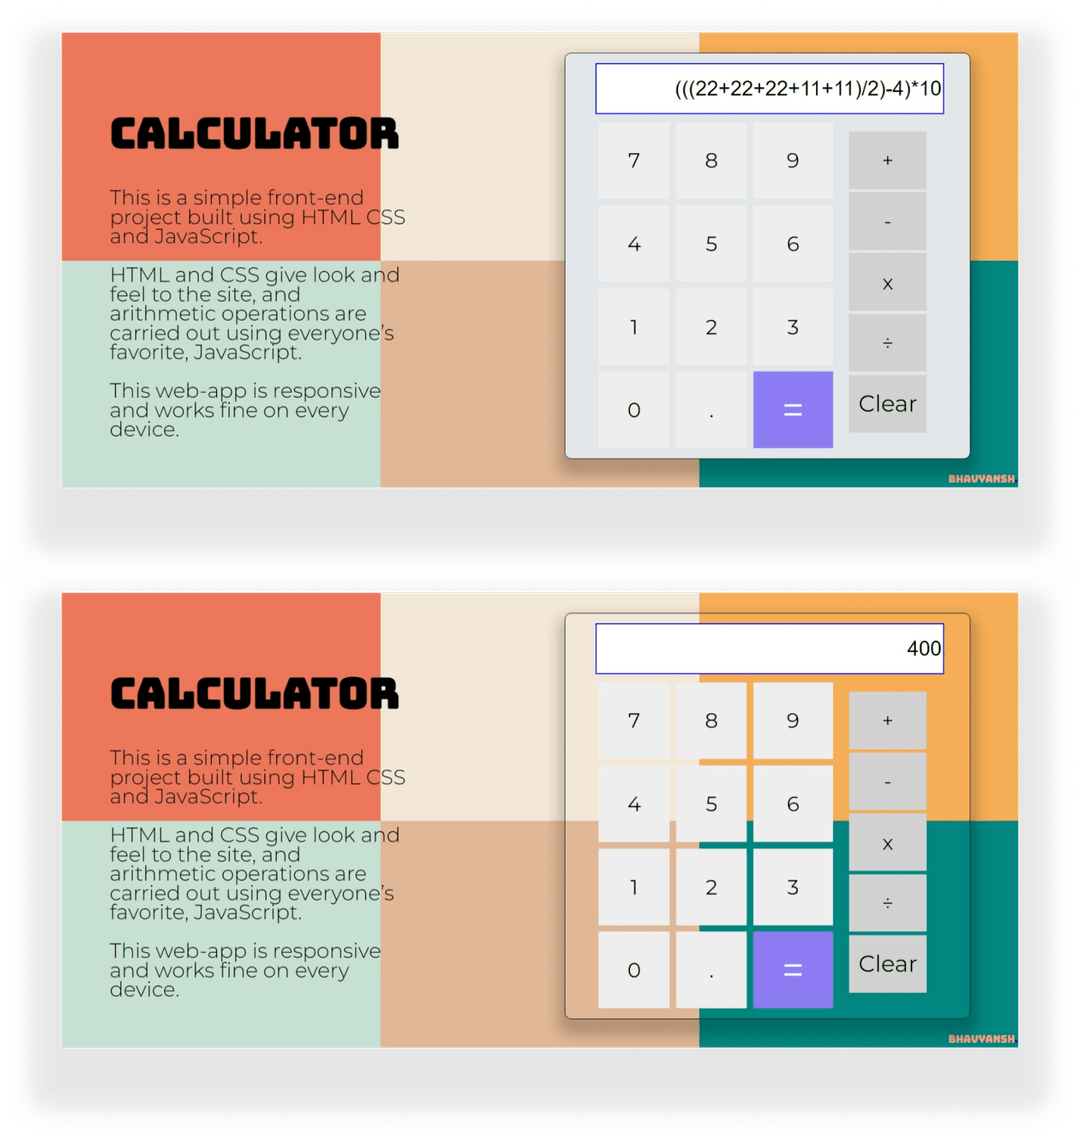 CALCULATOR
This is a simple front-end
project built using HTML CSS
and JavaScript.
HTML and CSS give look and
feel to the site, and
arithmetic operations are
carried out using everyone's
favorite, JavaScript.
This web-app is responsive
and works fine on every
device.
(((22+22+22+11+11)/2)-4)*10
7 8 9 +
4 5 6 -
1 2 3 x
÷
0 . = Clear
BHAVYANSH
CALCULATOR
This is a simple front-end
project built using HTML CSS
and JavaScript.
HTML and CSS give look and
feel to the site, and
arithmetic operations are
carried out using everyone's
favorite, JavaScript.
This web-app is responsive
and works fine on every
device.
400
7 8 9 +
4 5 6 -
1 2 3 x
÷
0 . = Clear
BHAVYANSH